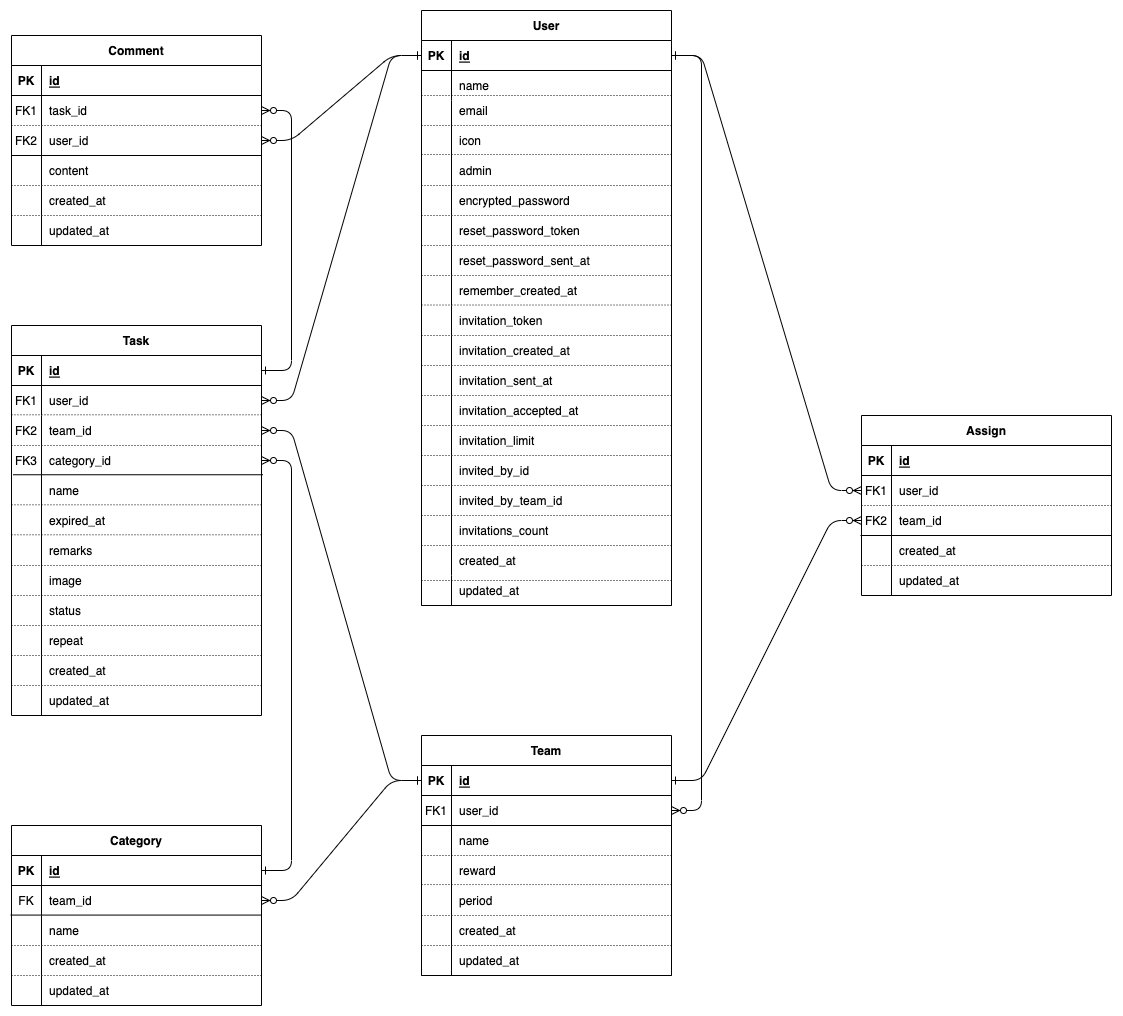 Comment
PK id
FK1 task_id
FK2 user_id
content
created_at
updated_at
Task
PK id
FK1 user_id
FK2 team_id
FK3 category_id
name
expired_at
remarks
image
status
repeat
created_at
updated_at
Category
PK id
FK team_id
name
created_at
updated_at
User
PK id
name
email
icon
admin
encrypted_password
reset_password_token
reset_password_sent_at
remember_created_at
invitation_token
invitation_created_at
invitation_sent_at
invitation_accepted_at
invitation_limit
invited_by_id
invited_by_team_id
invitations_count
created_at
updated_at
Team
PK id
FK1 user_id
name
reward
period
created_at
updated_at
Assign
PK id
FK1 user_id
FK2 team_id
created_at
updated_at